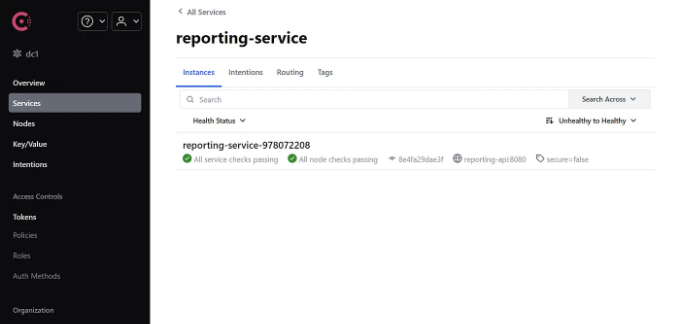 All Services
dc1
reporting-service
Overview
Instances Intentions Routing Tags
Services
Search Search Across
Nodes
Health Status Unhealthy to Healthy
Key/Value
reporting-service-978072208
Intentions
All service checks passing All node checks passing 8e4fa29dae3f reporting-api:8080 secure=false
Access Controls
Tokens
Policies
Roles
Auth Methods
Organization